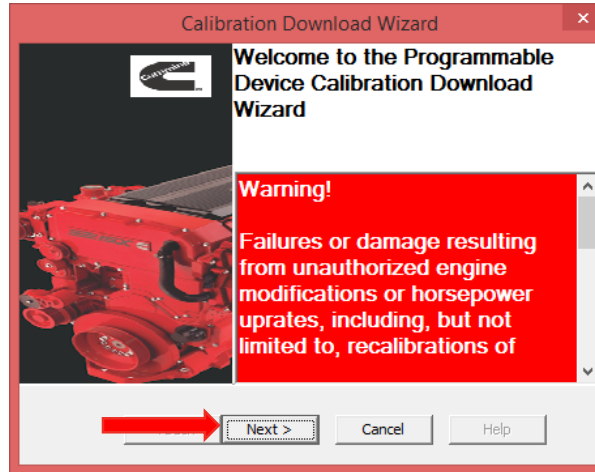 Calibration Download Wizard
×
Cummins
Welcome to the Programmable
Device Calibration Download
Wizard
Warning!
Failures or damage resulting
from unauthorized engine
modifications or horsepower
uprates, including, but not
limited to, recalibrations of
Next >
Cancel
Help